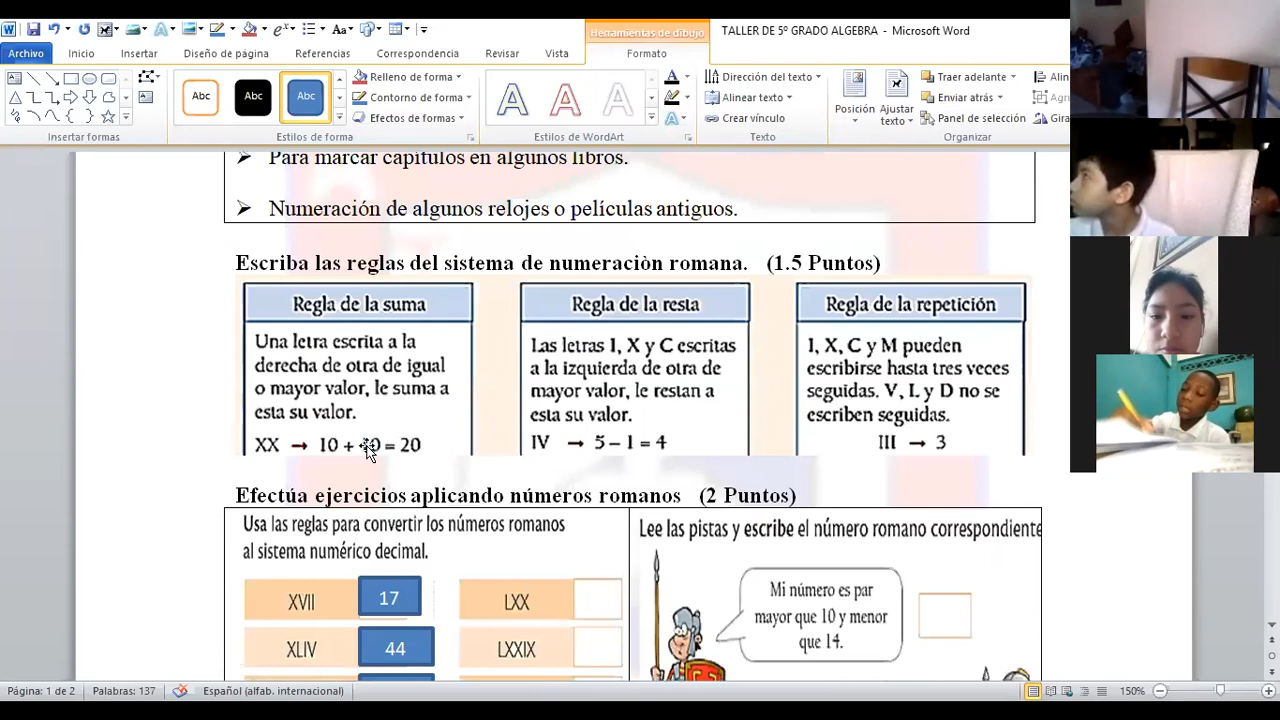 TALLER DE 5º GRADO ALGEBRA - Microsoft Word
Herramientas de dibujo
Archivo Inicio Insertar Diseño de página Referencias Correspondencia Revisar Vista Formato
Abc Abc Abc
Relleno de forma
Contorno de forma
Efectos de formas
Dirección del texto
Alinear texto
Crear vínculo
Posición
Ajustar texto
Traer adelante
Enviar atrás
Panel de selección
Insertar formas Estilos de forma Estilos de WordArt Texto Organizar
Para marcar capítulos en algunos libros.
Numeración de algunos relojes o películas antiguos.
Escriba las reglas del sistema de numeraciòn romana. (1.5 Puntos)
Regla de la suma
Una letra escrita a la
derecha de otra de igual
o mayor valor, le suma a
esta su valor.
XX → 10 + 10 = 20
Regla de la resta
Las letras I, X y C escritas
a la izquierda de otra de
mayor valor, le restan a
esta su valor.
IV → 5 – 1 = 4
Regla de la repetición
I, X, C y M pueden
escribirse hasta tres veces
seguidas. V, L y D no se
escriben seguidas.
III → 3
Efectúa ejercicios aplicando números romanos (2 Puntos)
Usa las reglas para convertir los números romanos
al sistema numérico decimal.
XVII 17 LXX
XLIV 44 LXXIX
Lee las pistas y escribe el número romano correspondiente
Mi número es par
mayor que 10 y menor
que 14.
Página: 1 de 2 Palabras: 137 Español (alfab. internacional) 150%